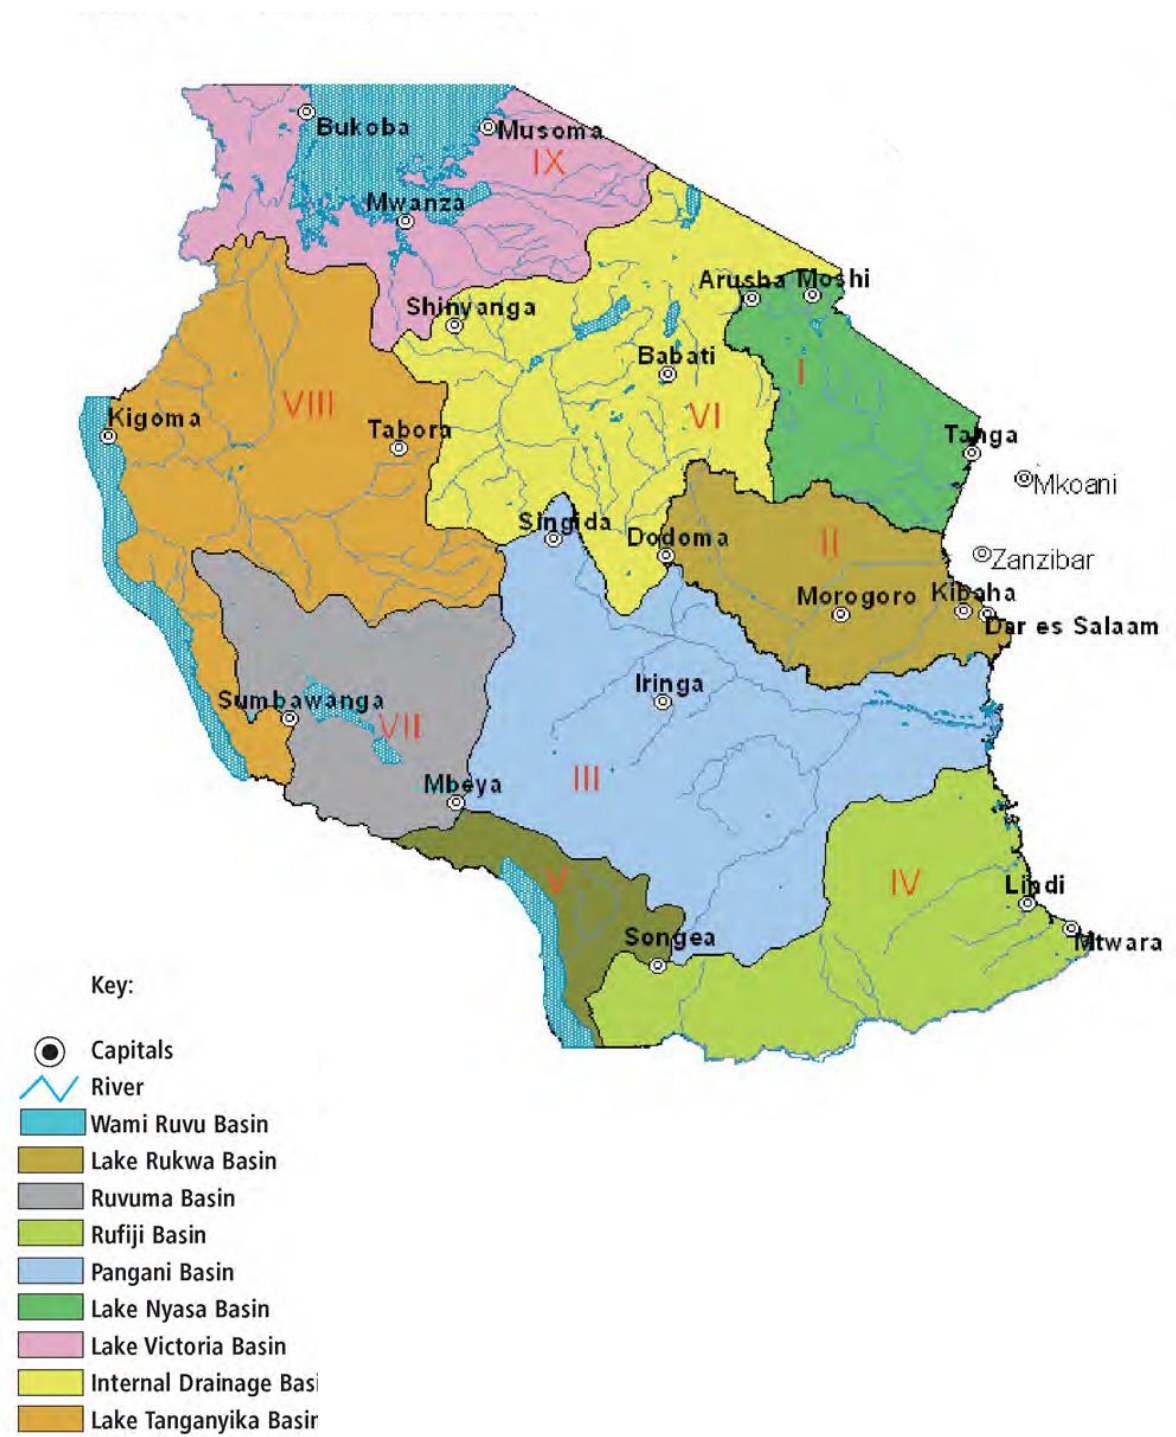 Bukoba
Musoma
IX
Mwanza
Arusha Moshi
Shinyanga
Babati
I
VIII
VI
Kigoma
Tabora
Tanga
Mkoani
Singida
Dodoma
II
Zanzibar
Morogoro
Kibaha
Dar es Salaam
Iringa
Sumbawanga
VII
III
Mbeya
V
IV
Lindi
Songea
Mtwara
Key:
Capitals
River
Wami Ruvu Basin
Lake Rukwa Basin
Ruvuma Basin
Rufiji Basin
Pangani Basin
Lake Nyasa Basin
Lake Victoria Basin
Internal Drainage Basi
Lake Tanganyika Basin